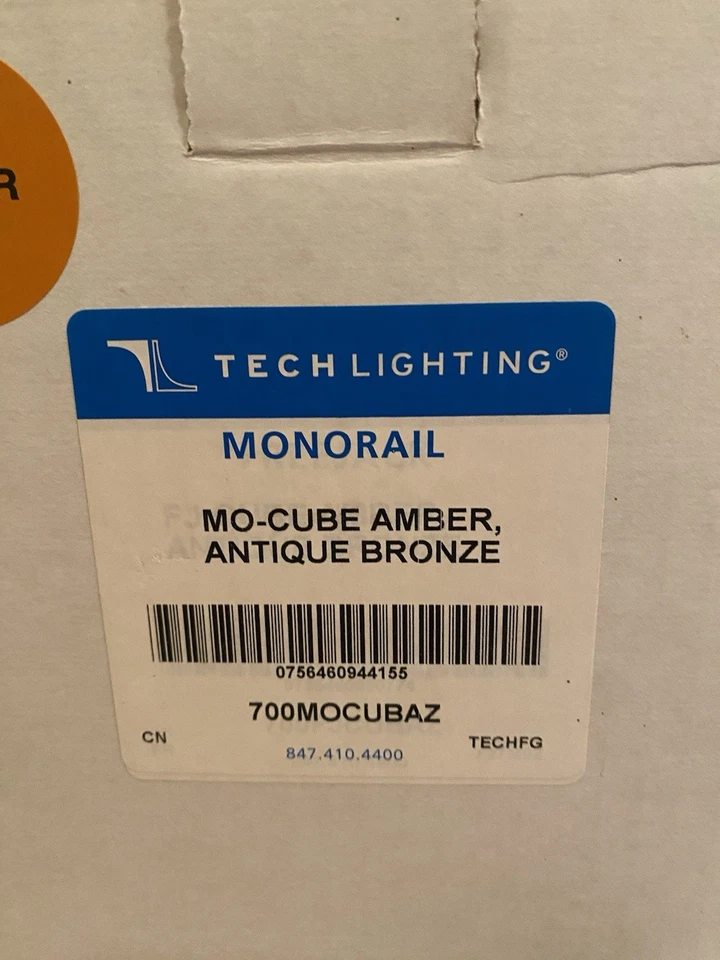 R
TECH LIGHTING®
MONORAIL
MO-CUBE AMBER,
ANTIQUE BRONZE
0756460944155
700MOCUBAZ
CN
TECHFG
847.410.4400